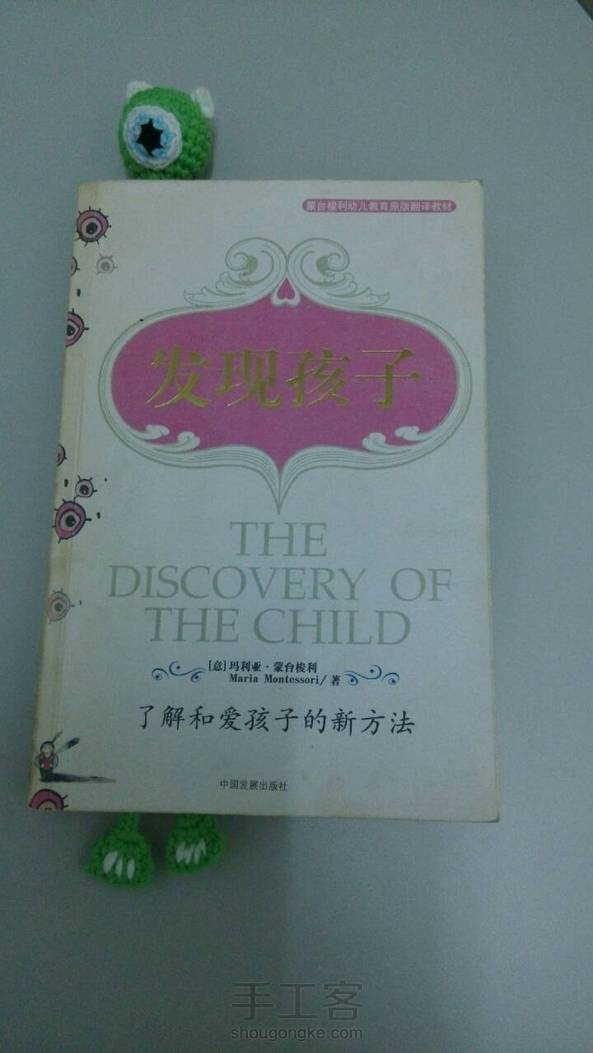 蒙台梭利幼儿教育原版翻译教材
发现孩子
THE
DISCOVERY OF
THE CHILD
[意]玛利亚·蒙台梭利
Maria Montessori/著
了解和爱孩子的新方法
中国发展出版社
手工客
shougongke.com